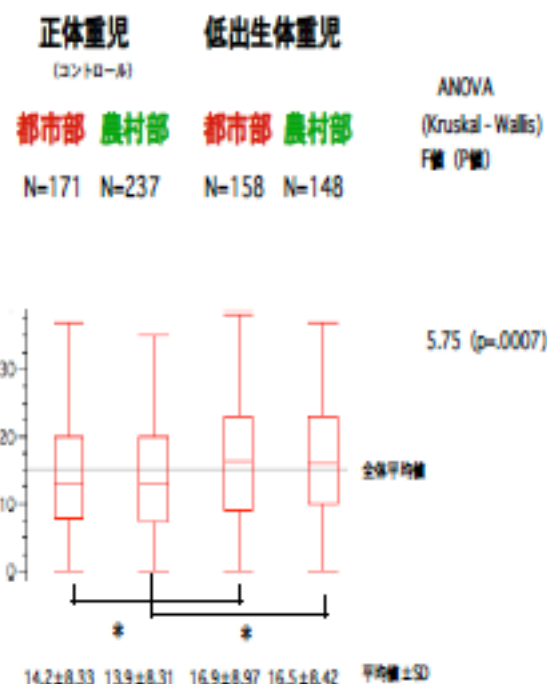 正体重児 低出生体重児
(コントロール)
ANOVA
(Kruskal - Wallis)
F値 (P値)
都市部 農村部 都市部 農村部
N=171 N=237 N=158 N=148
5.75 (p=.0007)
30
20
全体平均値
10
0
* *
14.2±8.33 13.9±8.31 16.9±8.97 16.5±8.42 平均値±SD